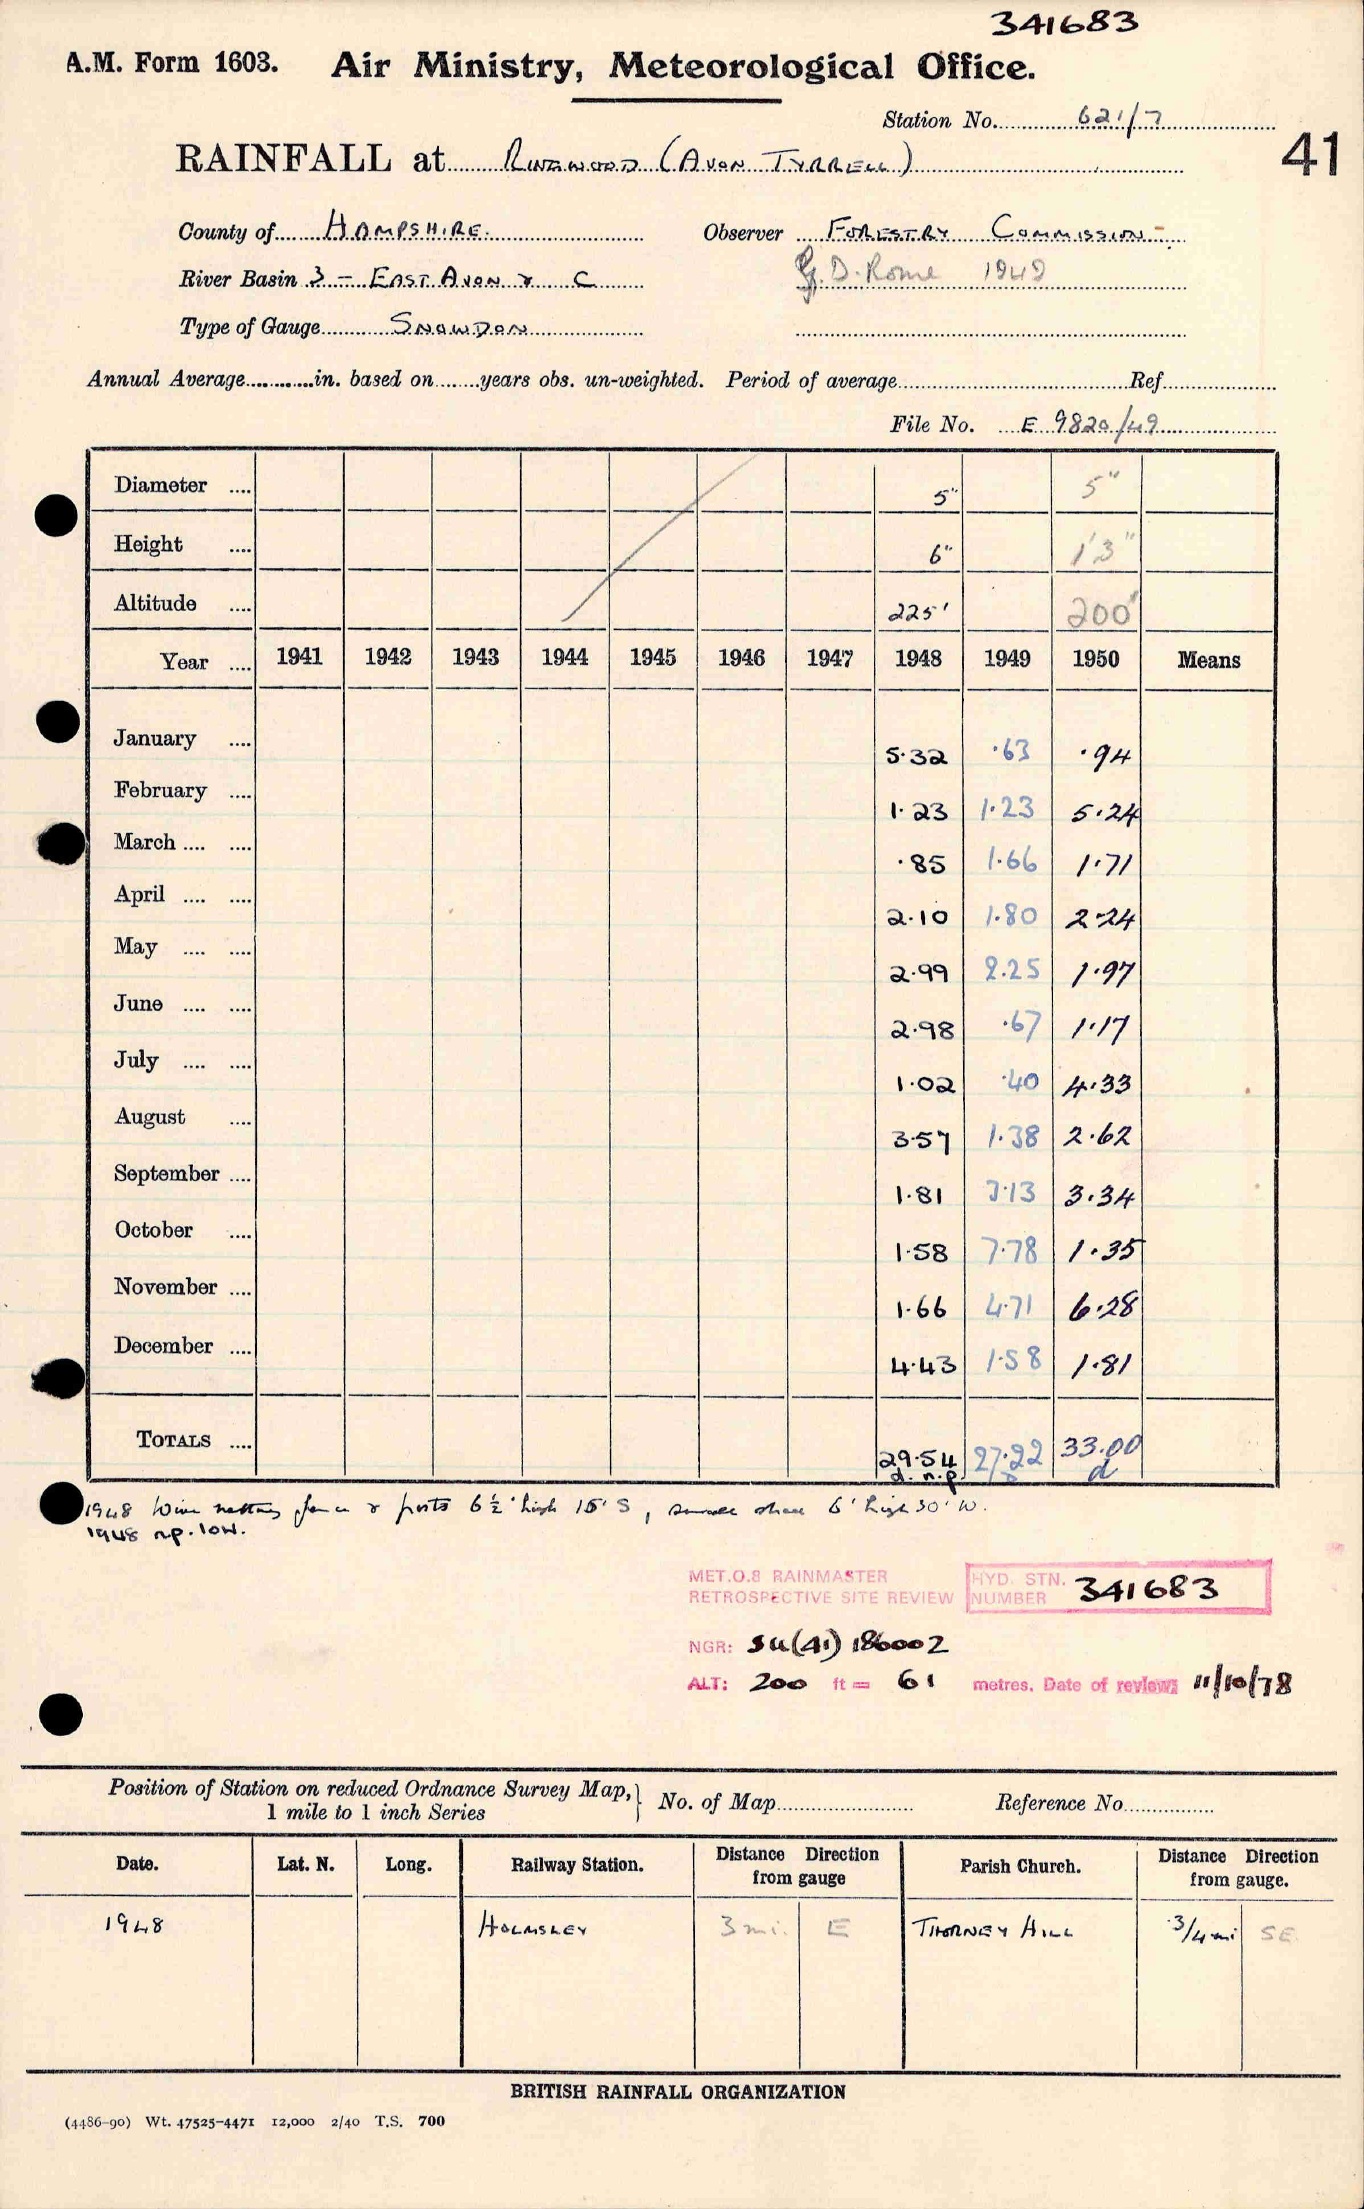 341683
A.M. Form 1603. Air Ministry, Meteorological Office.
Station No. 621/7
41
RAINFALL at RINGWOOD (AVON TYRRELL)
County of HAMPSHIRE. Observer FORESTRY COMMISSION.
River Basin 3 – EAST AVON & C D. Rome 1949
Type of Gauge SNOWDON
Annual Average............in. based on........years obs. un-weighted. Period of average........ Ref........
File No. E 9820/49
Diameter .... 5" 5"
Height .... 6" 1'3"
Altitude .... 225' 200'
Year .... 1941 1942 1943 1944 1945 1946 1947 1948 1949 1950 Means
January .... 5·32 ·63 ·94
February .... 1·23 1·23 5·24
March .... .... ·85 1·66 1·71
April .... .... 2·10 1·80 2·24
May .... .... 2·99 2·25 1·97
June .... .... 2·98 ·67 1·17
July .... .... 1·02 ·40 4·33
August .... 3·57 1·38 2·62
September .... 1·81 3·13 3·34
October .... 1·58 7·78 1·35
November .... 1·66 4·71 6·28
December .... 4·43 1·58 1·81
TOTALS .... 29·54 27·22 33·00
d. n.p. d
1948 Wire netting fence & posts 6½' high 15' S, small shed 6' high 30' W.
1948 n.p. low.
MET.O.8 RAINMASTER
RETROSPECTIVE SITE REVIEW
HYD. STN. NUMBER 341683
NGR: SU(41) 186002
ALT: 200 ft = 61 metres. Date of review: 11/10/78
Position of Station on reduced Ordnance Survey Map, 1 mile to 1 inch Series } No. of Map........ Reference No........
Date. Lat. N. Long. Railway Station. Distance Direction from gauge Parish Church. Distance Direction from gauge.
1948 HOLMSLEY 3 mi. E THORNEY HILL 3/4 mi SE
BRITISH RAINFALL ORGANIZATION
(4486–90) Wt. 47525–4471 12,000 2/40 T.S. 700